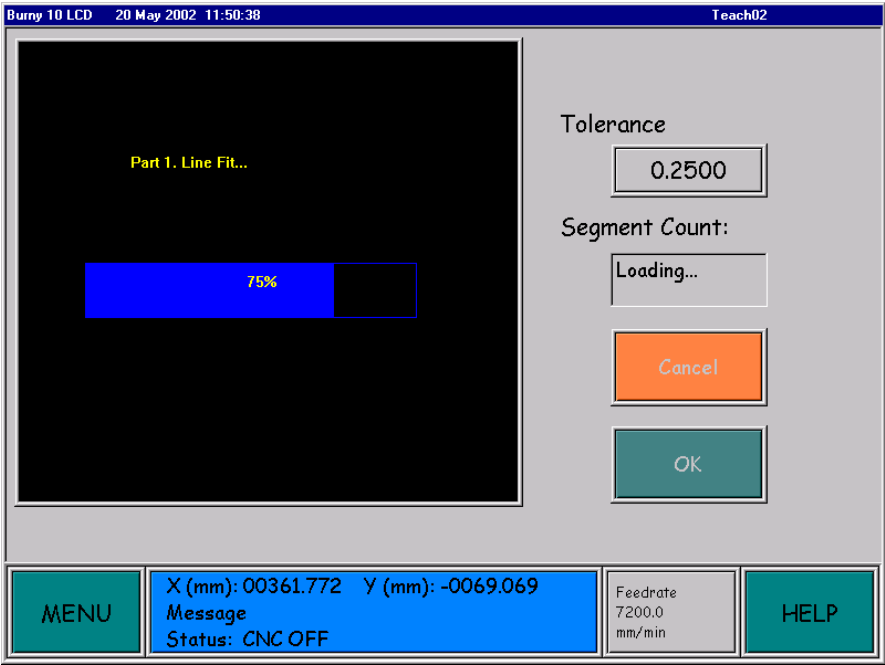 Burny 10 LCD 20 May 2002 11:50:38 Teach02
Part 1. Line Fit...
75%
Tolerance
0.2500
Segment Count:
Loading...
Cancel
OK
MENU
X (mm): 00361.772 Y (mm): -0069.069
Message
Status: CNC OFF
Feedrate
7200.0
mm/min
HELP